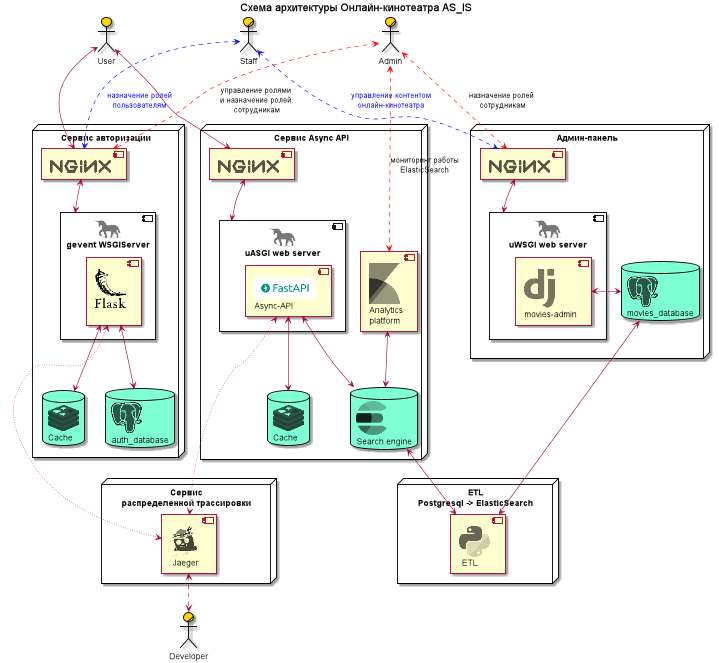 Схема архитектуры Онлайн-кинотеатра AS_IS
User
Staff
Admin
назначение ролей
пользователям
управление ролями
и назначение ролей
сотрудникам
управление контентом
онлайн-кинотеатра
назначение ролей
сотрудникам
Сервис авторизации
Сервис Async API
Админ-панель
NGiNX
NGiNX
мониторинг работы
ElasticSearch
NGiNX
gevent WSGIServer
uASGI web server
uWSGI web server
Flask
FastAPI
Async-API
Analytics
platform
dj
movies-admin
movies_database
Cache
auth_database
Cache
Search engine
Сервис
распределенной трассировки
ETL
Postgresql -> ElasticSearch
Jaeger
ETL
Developer